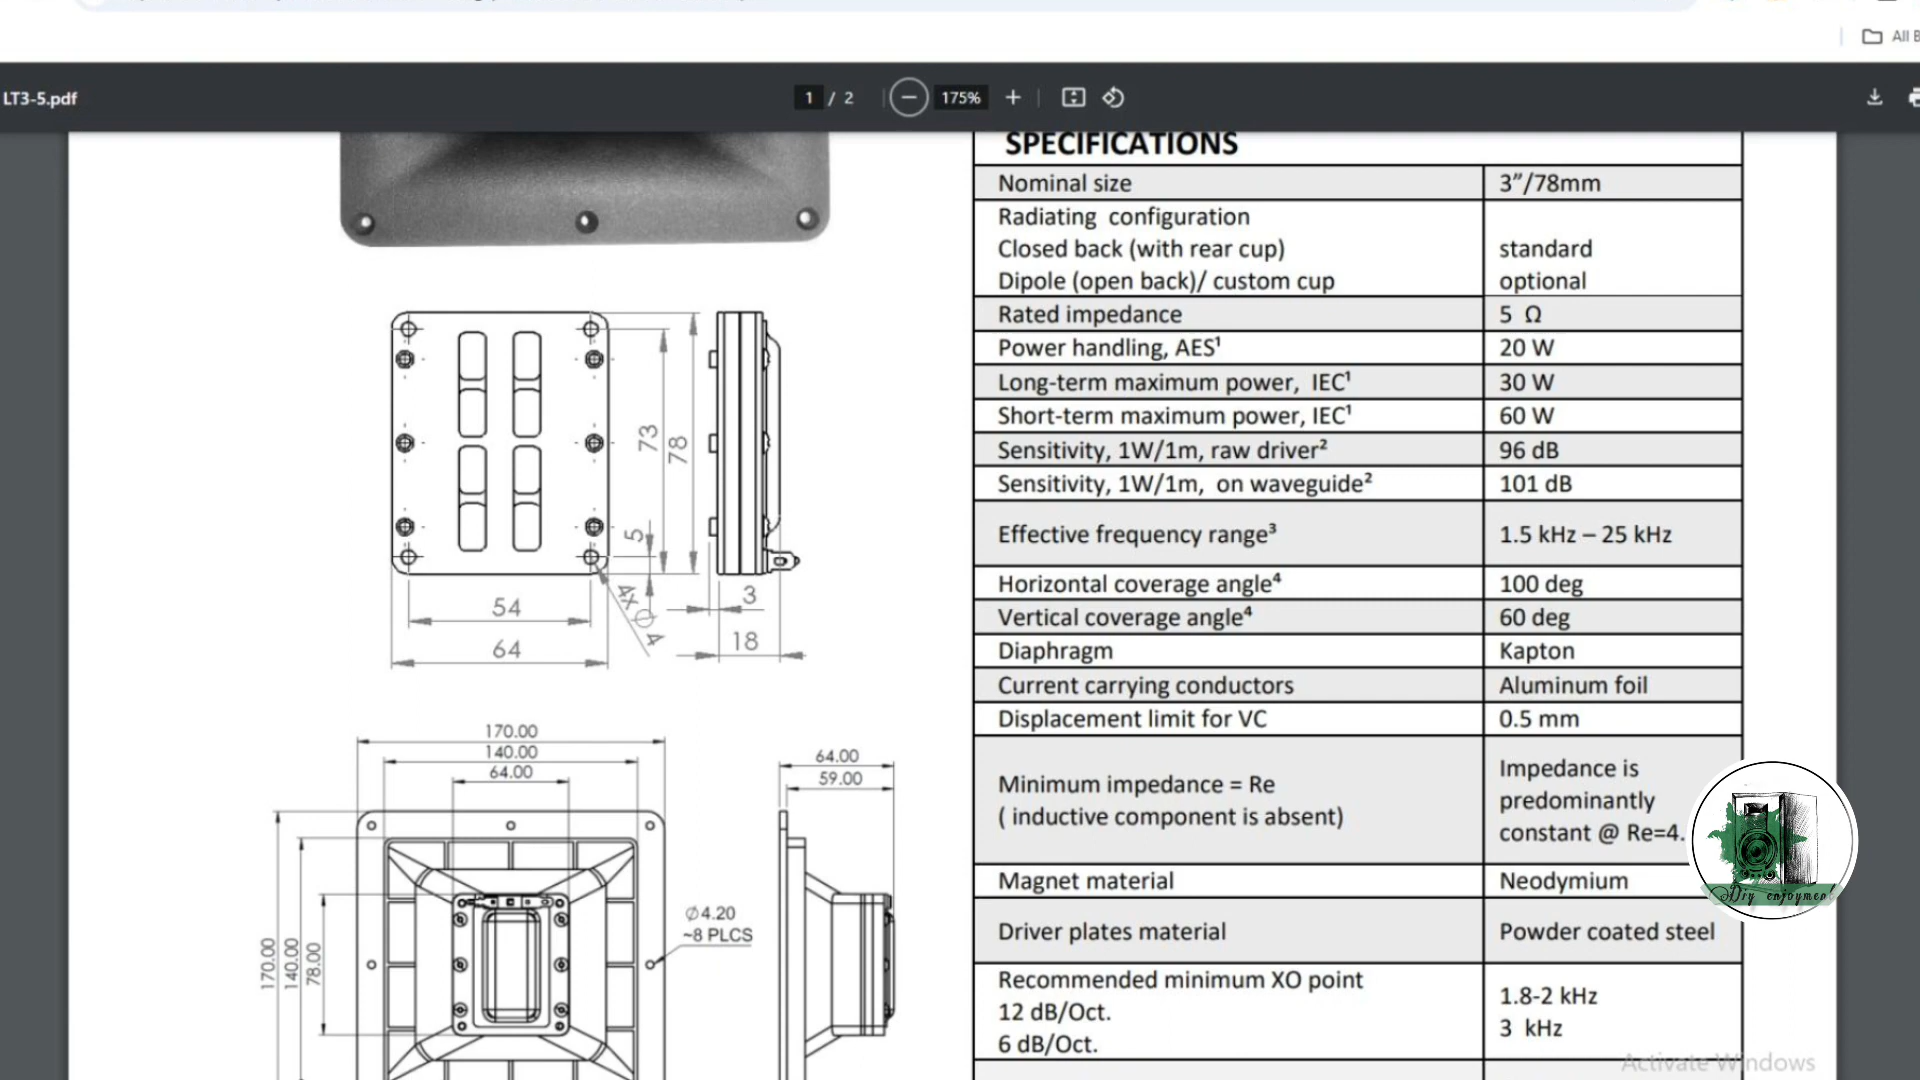 All B
LT3-5.pdf
1 / 2
175%
SPECIFICATIONS
Nominal size 3”/78mm
Radiating configuration
Closed back (with rear cup) standard
Dipole (open back)/ custom cup optional
Rated impedance 5 Ω
Power handling, AES¹ 20 W
Long-term maximum power, IEC¹ 30 W
Short-term maximum power, IEC¹ 60 W
Sensitivity, 1W/1m, raw driver² 96 dB
Sensitivity, 1W/1m, on waveguide² 101 dB
Effective frequency range³ 1.5 kHz – 25 kHz
Horizontal coverage angle⁴ 100 deg
Vertical coverage angle⁴ 60 deg
Diaphragm Kapton
Current carrying conductors Aluminum foil
Displacement limit for VC 0.5 mm
Minimum impedance = Re
( inductive component is absent)
Impedance is
predominantly
constant @ Re=4.
Magnet material Neodymium
Driver plates material Powder coated steel
Recommended minimum XO point
12 dB/Oct. 1.8-2 kHz
6 dB/Oct. 3 kHz
73
78
5
54
64
4X Ø 4
3
18
170.00
140.00
64.00
64.00
59.00
Ø4.20
~8 PLCS
170.00
140.00
78.00
Diy enjoyment
Activate Windows